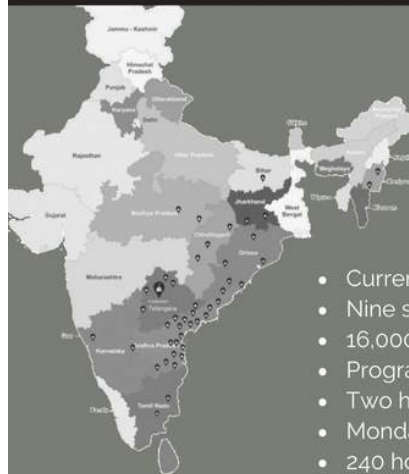 Jammu - Kashmir
Himachal
Pradesh
Punjab
Uttarakhand
Haryana
Delhi
Rajasthan
Uttar Pradesh
Bihar
Meghalaya
Jharkhand
West
Bengal
Gujarat
Madhya Pradesh
Chhattisgarh
Orissa
Maharashtra
Telangana
Karnataka
Andhra Pradesh
Tamil Nadu
• Curren
• Nine s
• 16,000
• Progra
• Two h
• Monda
• 240 ho